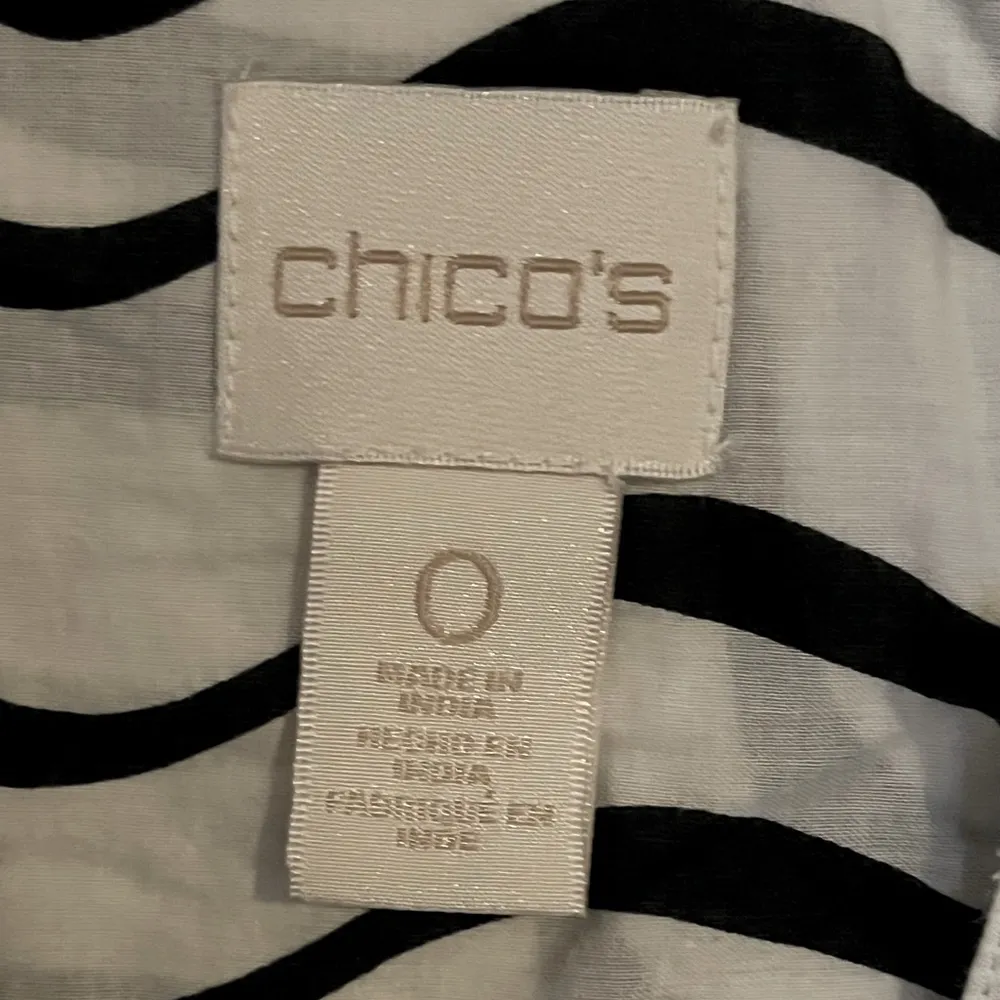 chico's
0
MADE IN
INDIA
HECHO EN
INDIA
FABRIQUÉ EN
INDE